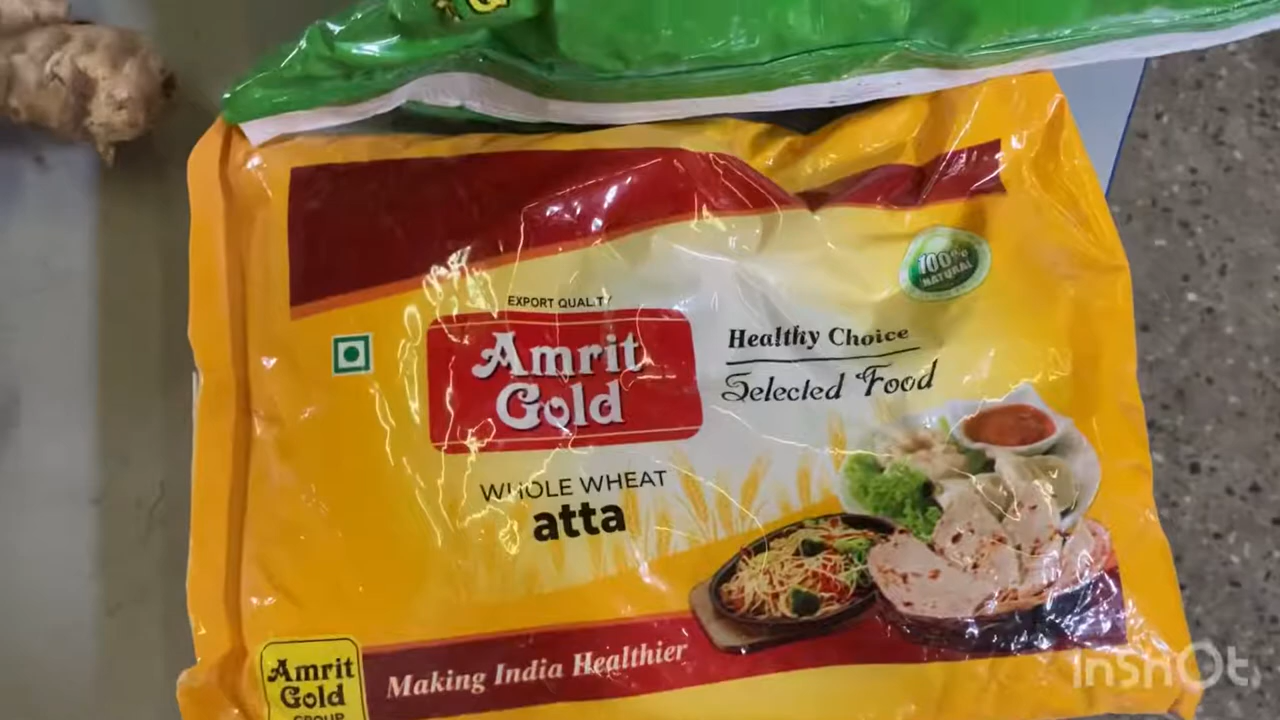 100%
NATURAL
EXPORT QUALITY
Amrit
Gold
Healthy Choice
Selected Food
WHOLE WHEAT
atta
Making India Healthier
Amrit
Gold
GROUP
InShOt